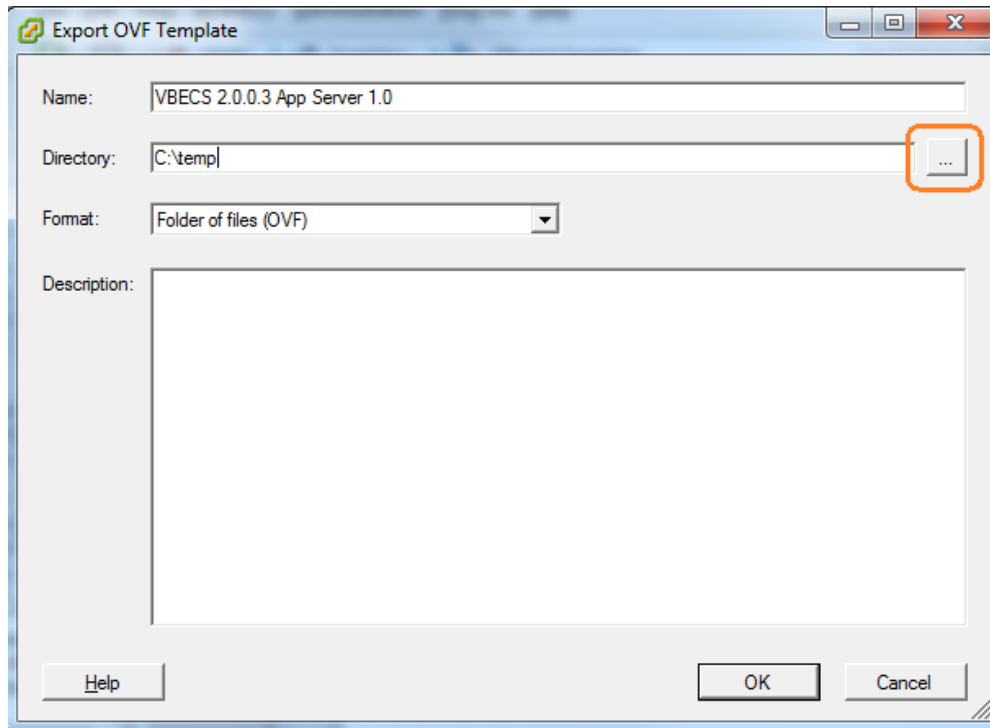 Export OVF Template
Name: VBECS 2.0.0.3 App Server 1.0
Directory: C:\temp ...
Format: Folder of files (OVF)
Description:
Help OK Cancel